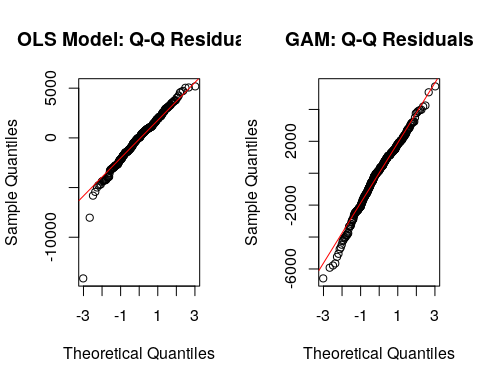 OLS Model: Q-Q Residua
Sample Quantiles
5000
0
-10000
-3
-1
1
3
Theoretical Quantiles
GAM: Q-Q Residuals
Sample Quantiles
2000
-2000
-6000
-3
-1
1
3
Theoretical Quantiles